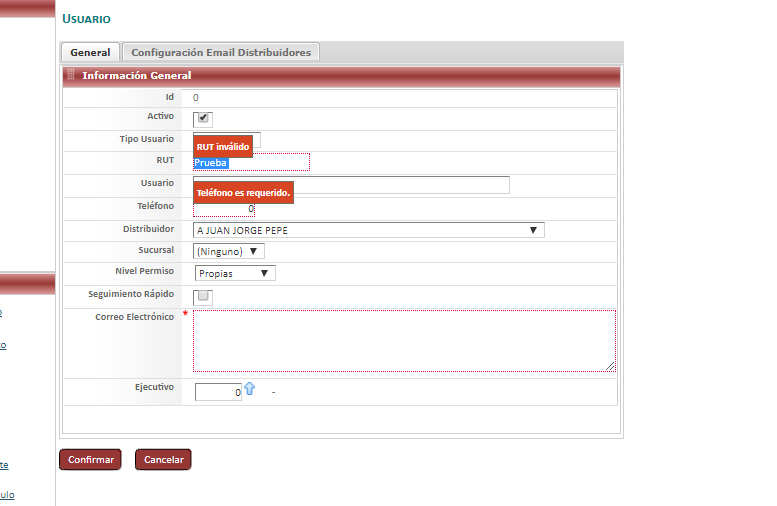 Usuario
General Configuración Email Distribuidores
Información General
Id 0
Activo
Tipo Usuario
RUT inválido
RUT Prueba
Usuario
Teléfono es requerido.
Teléfono 0
Distribuidor A JUAN JORGE PEPE
Sucursal (Ninguno)
Nivel Permiso Propias
Seguimiento Rápido
Correo Electrónico *
Ejecutivo 0 -
Confirmar Cancelar
te
ulo